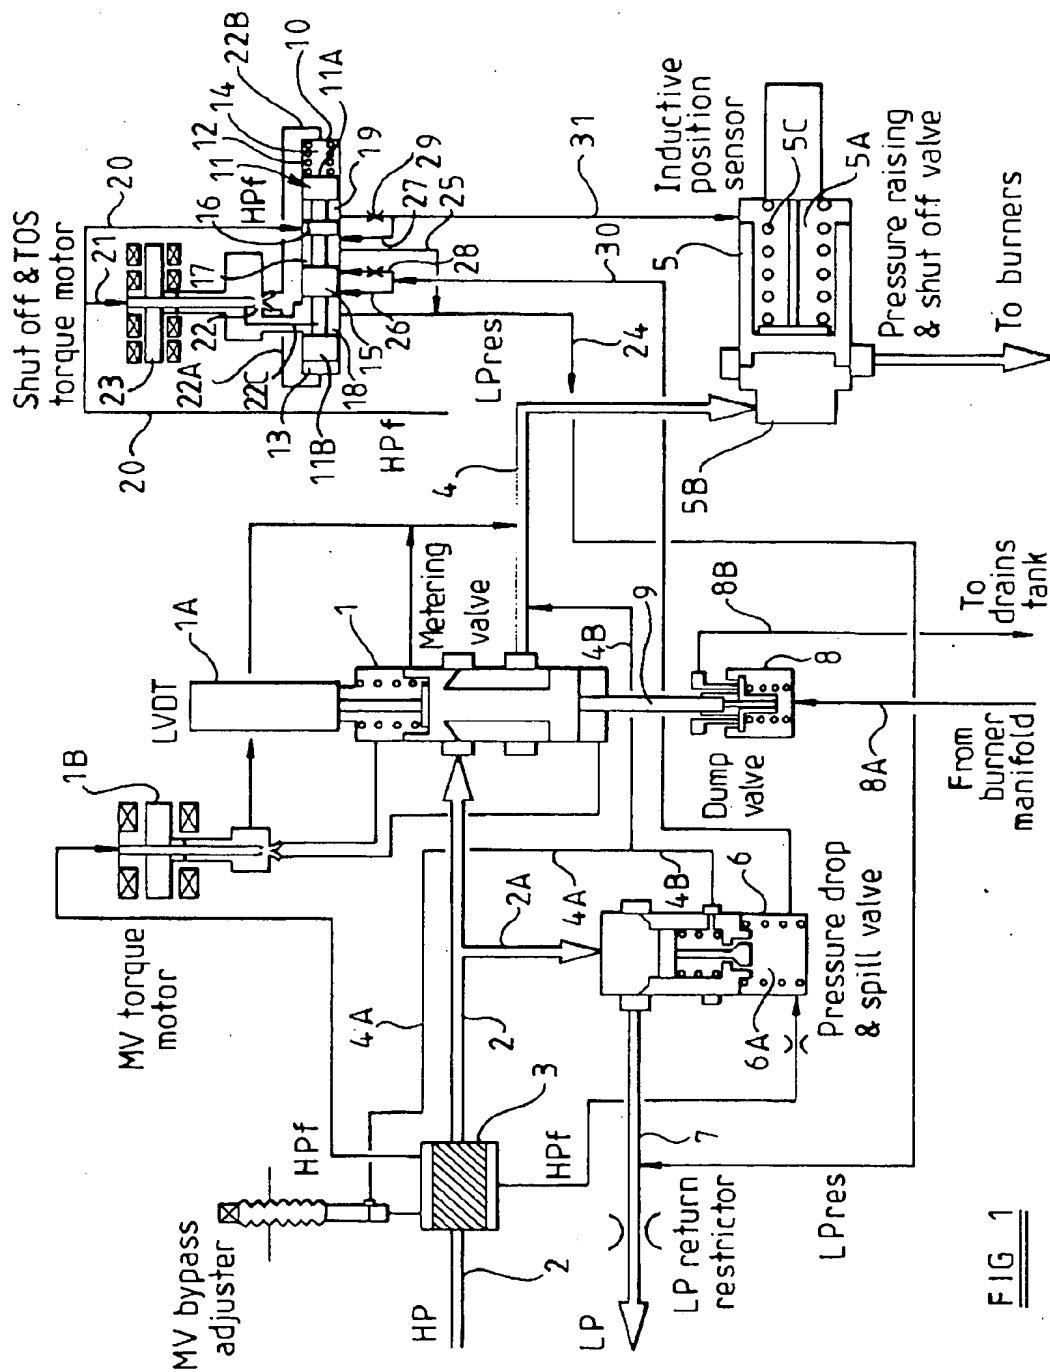 Shut off & TOS
torque motor
20
21
23
22
22A
22C
13
11B
18
15
17
16
HPf
11
12
14
22B
10
11A
19
29
27
25
28
26
20
HPf
LPres
24
30
31
Inductive
position
sensor
5
5C
5A
Pressure raising
& shut off valve
To burners
5B
4
LVDT
1A
1
Metering
valve
4B
9
8B
To
drains
tank
8
Dump
valve
8A
From
burner
manifold
MV torque
motor
1B
4A
2A
4A
4B
6
6A
Pressure drop
& spill valve
2
3
HPf
HPf
MV bypass
adjuster
HP
2
7
LP return
restrictor
LP
LPres
FIG 1